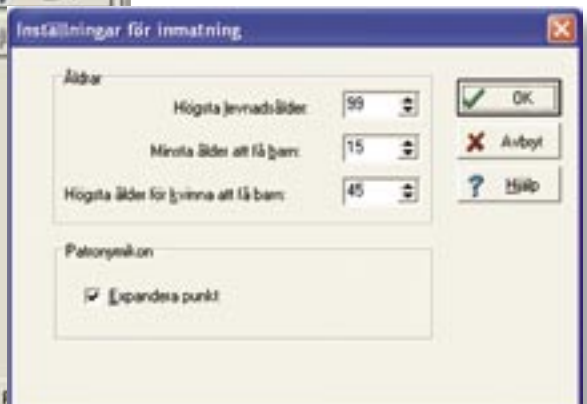 Inställningar för inmatning
Åldrar
Högsta levnadsålder: 99
Minsta ålder att få barn: 15
Högsta ålder för kvinna att få barn: 45
OK
Avbryt
Hjälp
Patronymikon
Expandera punkt